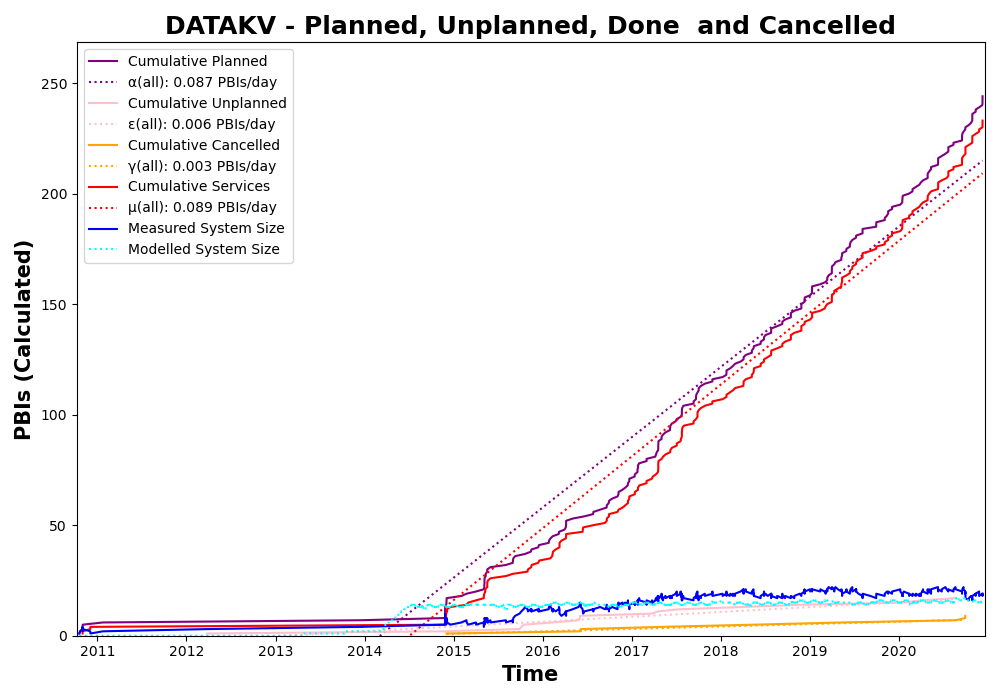 DATAKV - Planned, Unplanned, Done  and Cancelled
PBIs (Calculated)
250
200
150
100
50
0
Cumulative Planned
α(all): 0.087 PBIs/day
Cumulative Unplanned
ε(all): 0.006 PBIs/day
Cumulative Cancelled
γ(all): 0.003 PBIs/day
Cumulative Services
μ(all): 0.089 PBIs/day
Measured System Size
Modelled System Size
2011 2012 2013 2014 2015 2016 2017 2018 2019 2020
Time